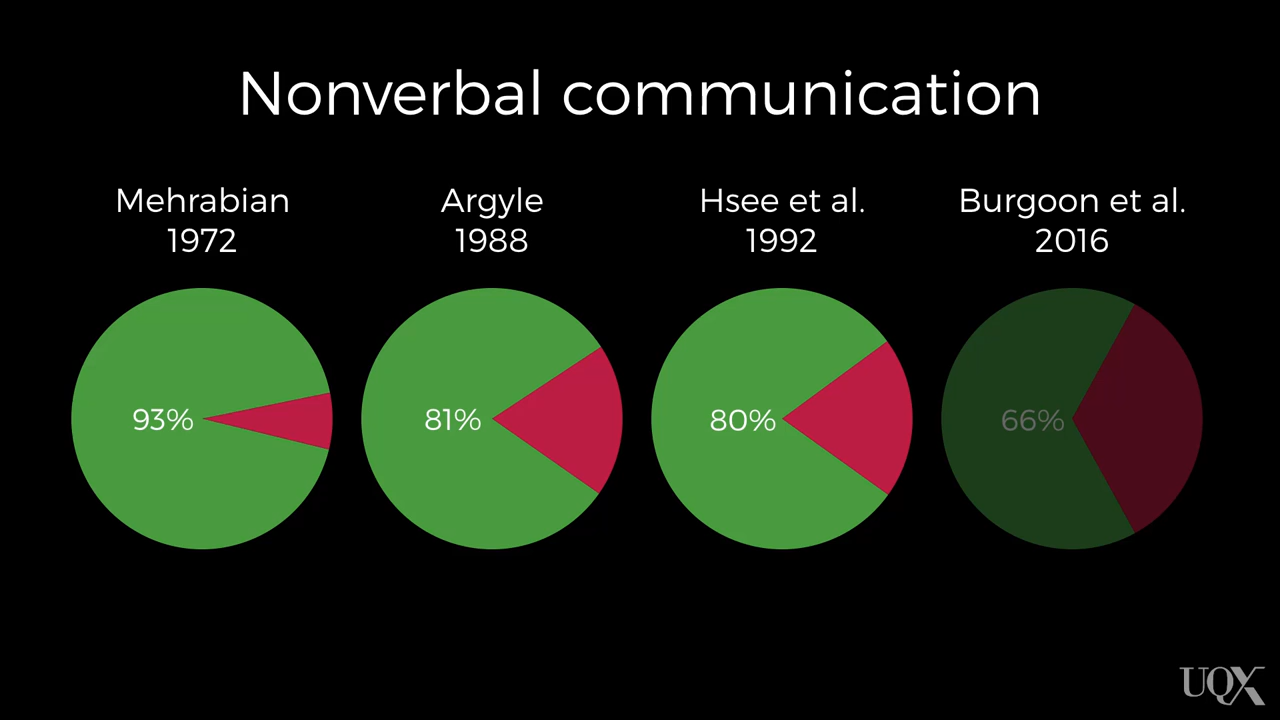 Nonverbal communication
Mehrabian
1972
Argyle
1988
Hsee et al.
1992
Burgoon et al.
2016
93%
81%
80%
66%
UQX